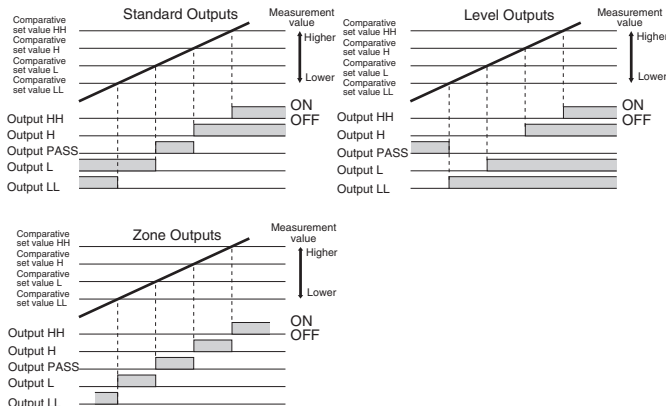 Standard Outputs
Measurement
value
Comparative
set value HH
Comparative
set value H
Comparative
set value L
Comparative
set value LL
Higher
Lower
ON
OFF
Output HH
Output H
Output PASS
Output L
Output LL
Level Outputs
Measurement
value
Comparative
set value HH
Comparative
set value H
Comparative
set value L
Comparative
set value LL
Higher
Lower
ON
OFF
Output HH
Output H
Output PASS
Output L
Output LL
Zone Outputs
Measurement
value
Comparative
set value HH
Comparative
set value H
Comparative
set value L
Comparative
set value LL
Higher
Lower
ON
OFF
Output HH
Output H
Output PASS
Output L
Output LL